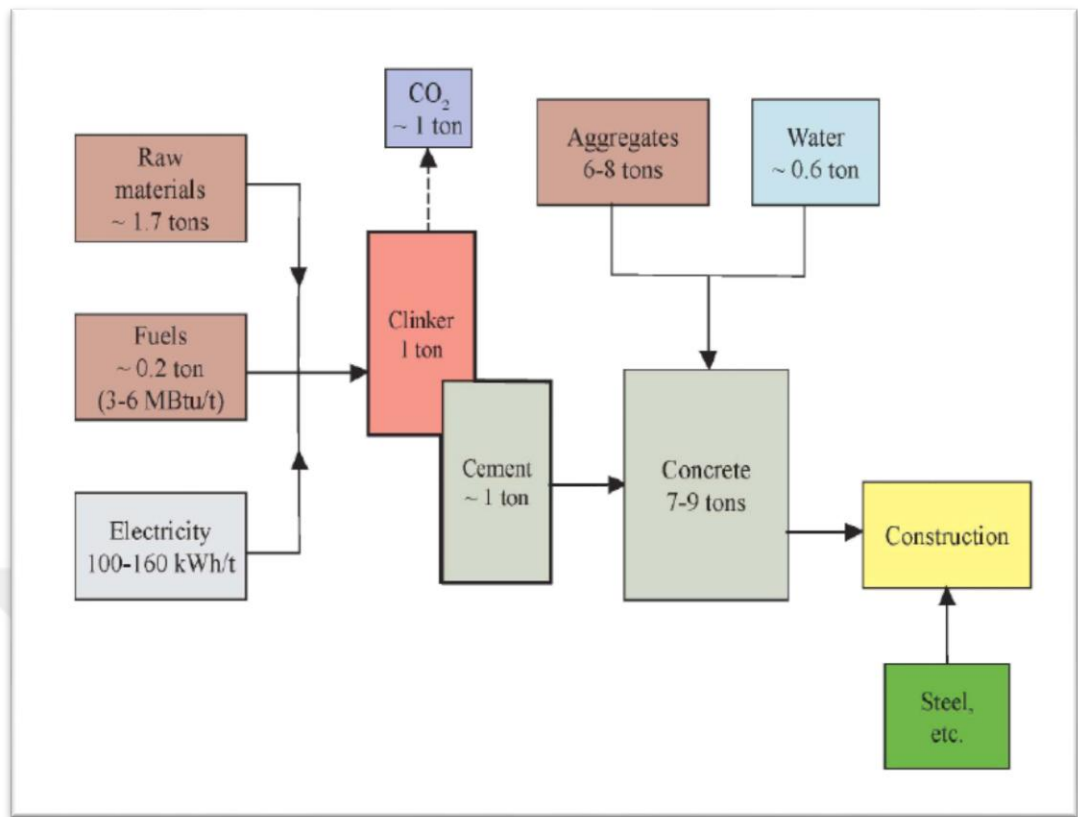 CO₂
~ 1 ton
Raw
materials
~ 1.7 tons
Aggregates
6-8 tons
Water
~ 0.6 ton
Fuels
~ 0.2 ton
(3-6 MBtu/t)
Clinker
1 ton
Electricity
100-160 kWh/t
Cement
~ 1 ton
Concrete
7-9 tons
Construction
Steel,
etc.